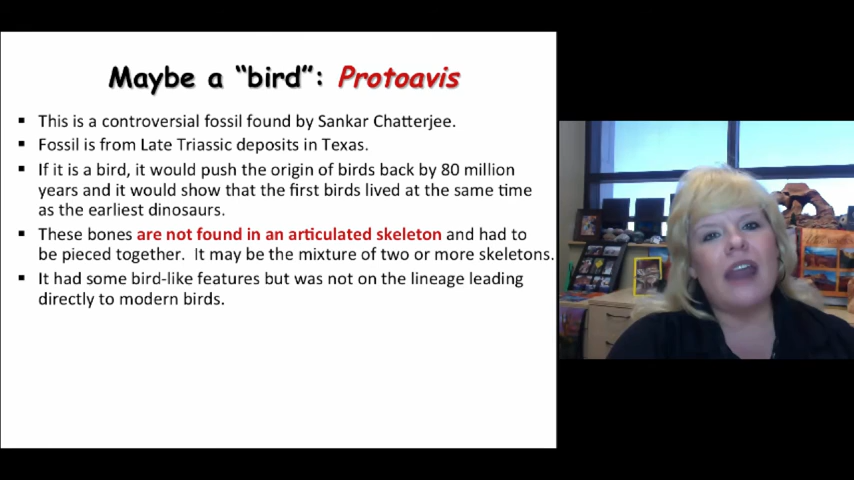 Maybe a “bird”: Protoavis
▪ This is a controversial fossil found by Sankar Chatterjee.
▪ Fossil is from Late Triassic deposits in Texas.
▪ If it is a bird, it would push the origin of birds back by 80 million
years and it would show that the first birds lived at the same time
as the earliest dinosaurs.
▪ These bones are not found in an articulated skeleton and had to
be pieced together. It may be the mixture of two or more skeletons.
▪ It had some bird-like features but was not on the lineage leading
directly to modern birds.